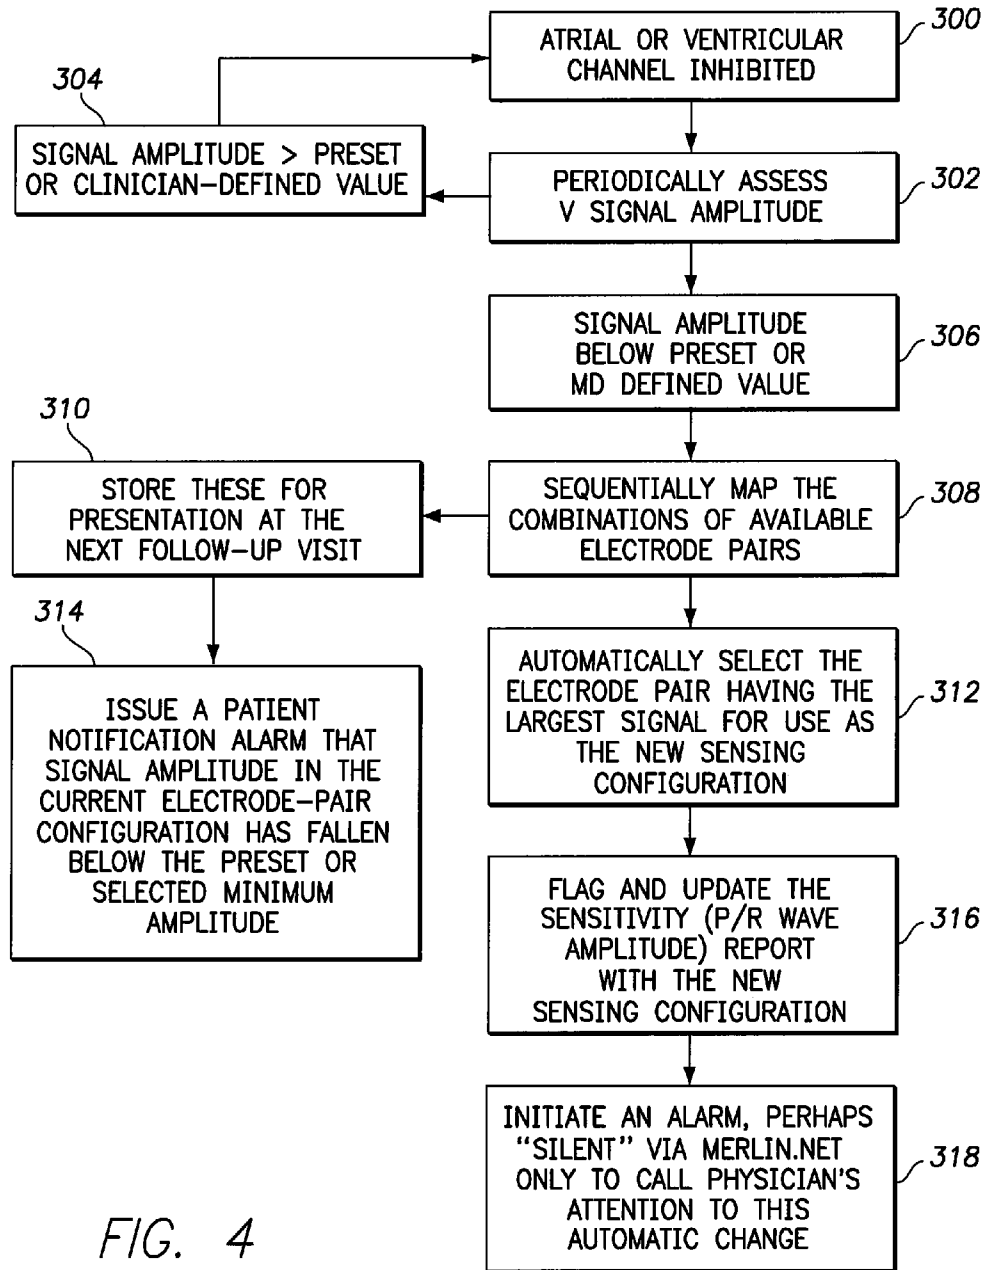 300
ATRIAL OR VENTRICULAR
CHANNEL INHIBITED
304
SIGNAL AMPLITUDE > PRESET
OR CLINICIAN-DEFINED VALUE
302
PERIODICALLY ASSESS
V SIGNAL AMPLITUDE
306
SIGNAL AMPLITUDE
BELOW PRESET OR
MD DEFINED VALUE
310
STORE THESE FOR
PRESENTATION AT THE
NEXT FOLLOW-UP VISIT
308
SEQUENTIALLY MAP THE
COMBINATIONS OF AVAILABLE
ELECTRODE PAIRS
314
ISSUE A PATIENT
NOTIFICATION ALARM THAT
SIGNAL AMPLITUDE IN THE
CURRENT ELECTRODE-PAIR
CONFIGURATION HAS FALLEN
BELOW THE PRESET OR
SELECTED MINIMUM
AMPLITUDE
312
AUTOMATICALLY SELECT THE
ELECTRODE PAIR HAVING THE
LARGEST SIGNAL FOR USE AS
THE NEW SENSING
CONFIGURATION
316
FLAG AND UPDATE THE
SENSITIVITY (P/R WAVE
AMPLITUDE) REPORT
WITH THE NEW
SENSING CONFIGURATION
318
INITIATE AN ALARM, PERHAPS
"SILENT" VIA MERLIN.NET
ONLY TO CALL PHYSICIAN'S
ATTENTION TO THIS
AUTOMATIC CHANGE
FIG. 4